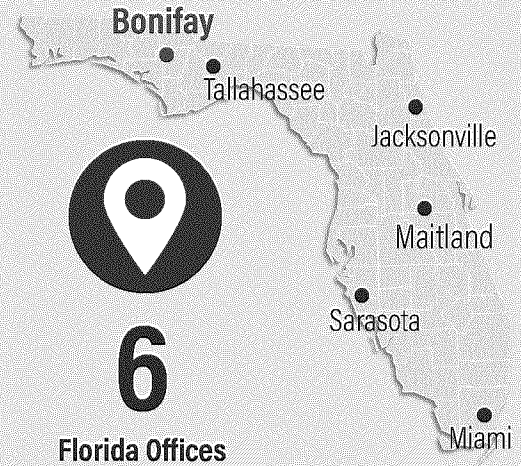 Bonifay
Tallahassee
Jacksonville
Maitland
Sarasota
6
Miami
Florida Offices